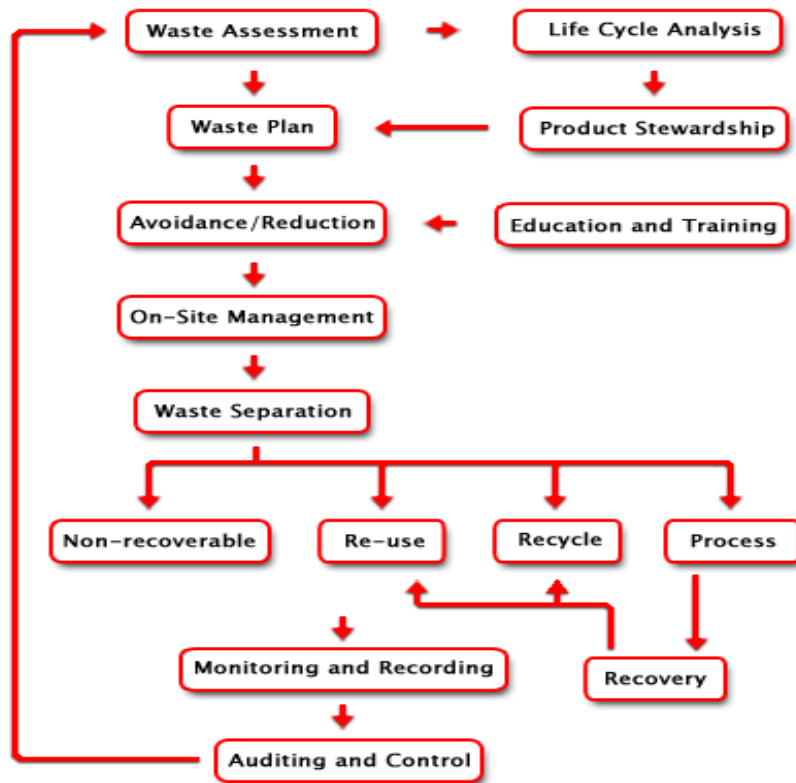 Waste Assessment
Life Cycle Analysis
Waste Plan
Product Stewardship
Avoidance/Reduction
Education and Training
On-Site Management
Waste Separation
Non-recoverable
Re-use
Recycle
Process
Monitoring and Recording
Recovery
Auditing and Control